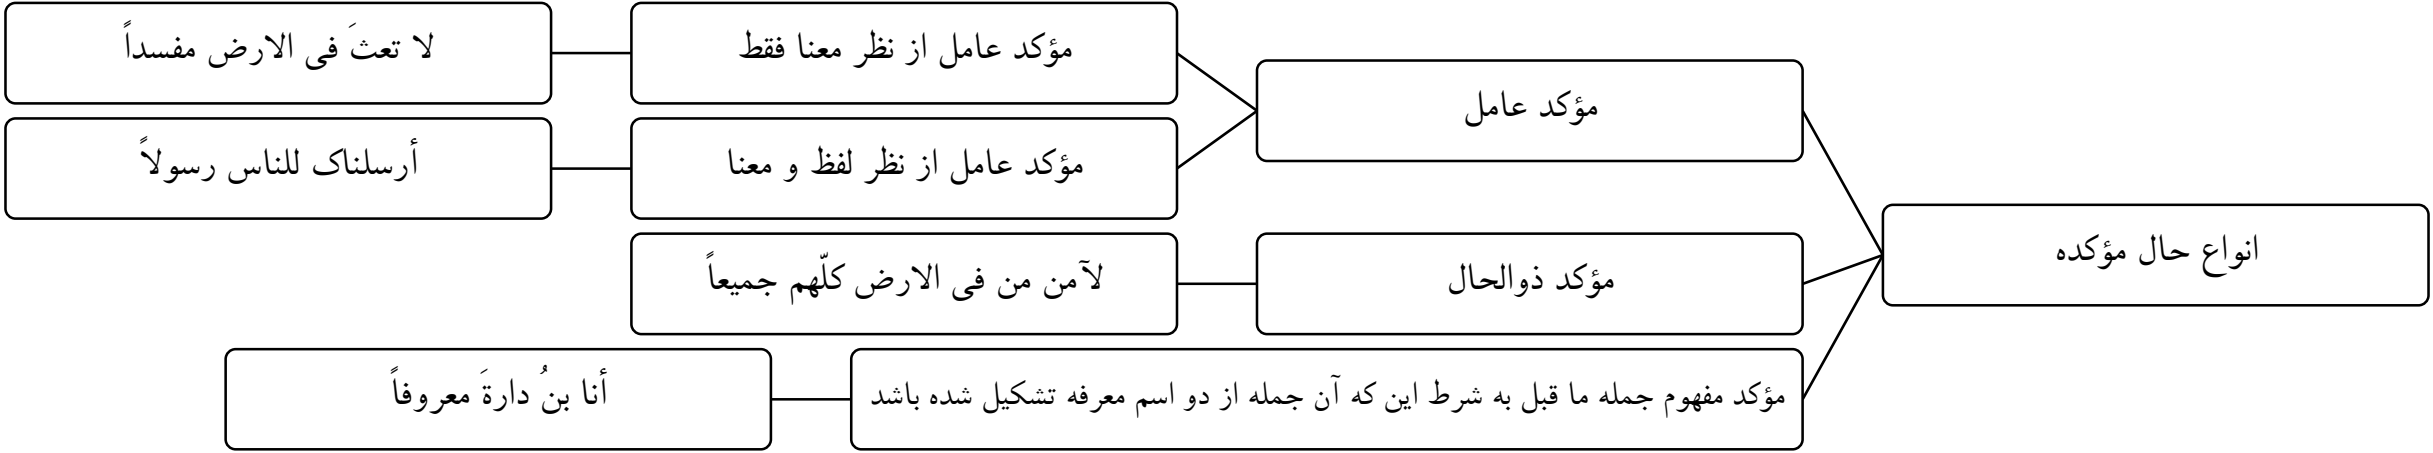 انواع حال مؤکده
مؤکد عامل
مؤکد عامل از نظر معنا فقط
لا تعثَ فی الارض مفسداً
مؤکد عامل از نظر لفظ و معنا
أرسلناک للناس رسولاً
مؤکد ذوالحال
لآمن من فی الارض کلّهم جمیعاً
مؤکد مفهوم جمله ما قبل به شرط این که آن جمله از دو اسم معرفه تشکیل شده باشد
أنا بنُ دارةَ معروفاً